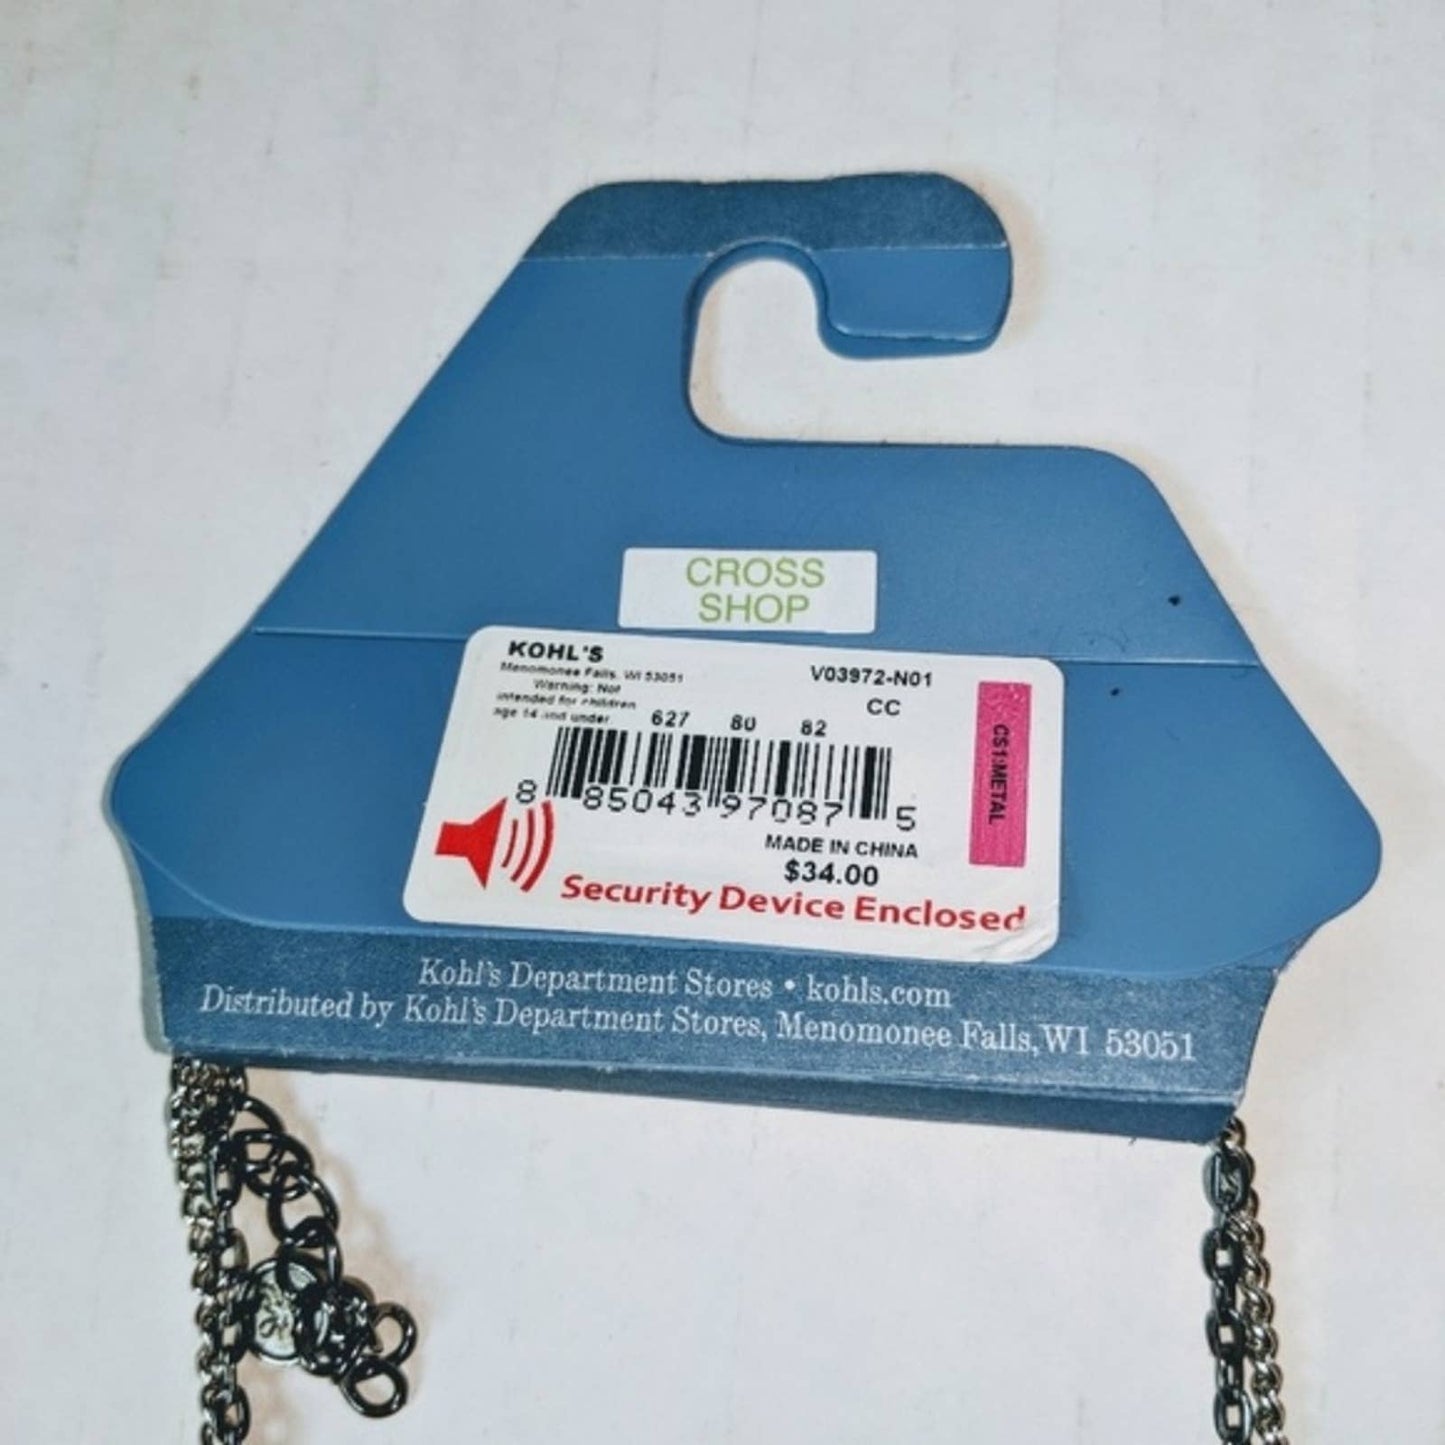 CROSS
SHOP
KOHL'S
Menomonee Falls, WI 53051
Warning: Not
intended for children
age 14 and under
V03972-N01
CC
627 80 82
8 85043 97087 5
CS1:METAL
MADE IN CHINA
$34.00
Security Device Enclosed
Kohl's Department Stores • kohls.com
Distributed by Kohl's Department Stores, Menomonee Falls, WI 53051